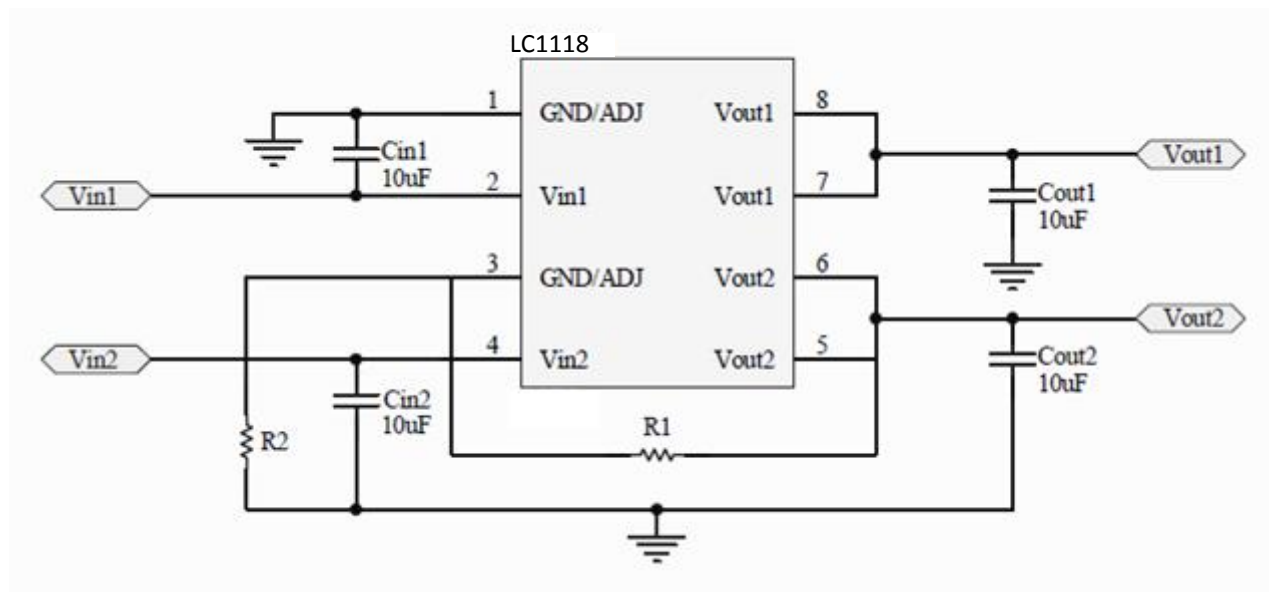 LC1118
1 GND/ADJ Vout1 8
Cin1
10uF
Vin1 2 Vin1 Vout1 7
Vout1
Cout1
10uF
3 GND/ADJ Vout2 6
Vin2 4 Vin2 Vout2 5
Vout2
Cout2
10uF
Cin2
10uF
R2
R1